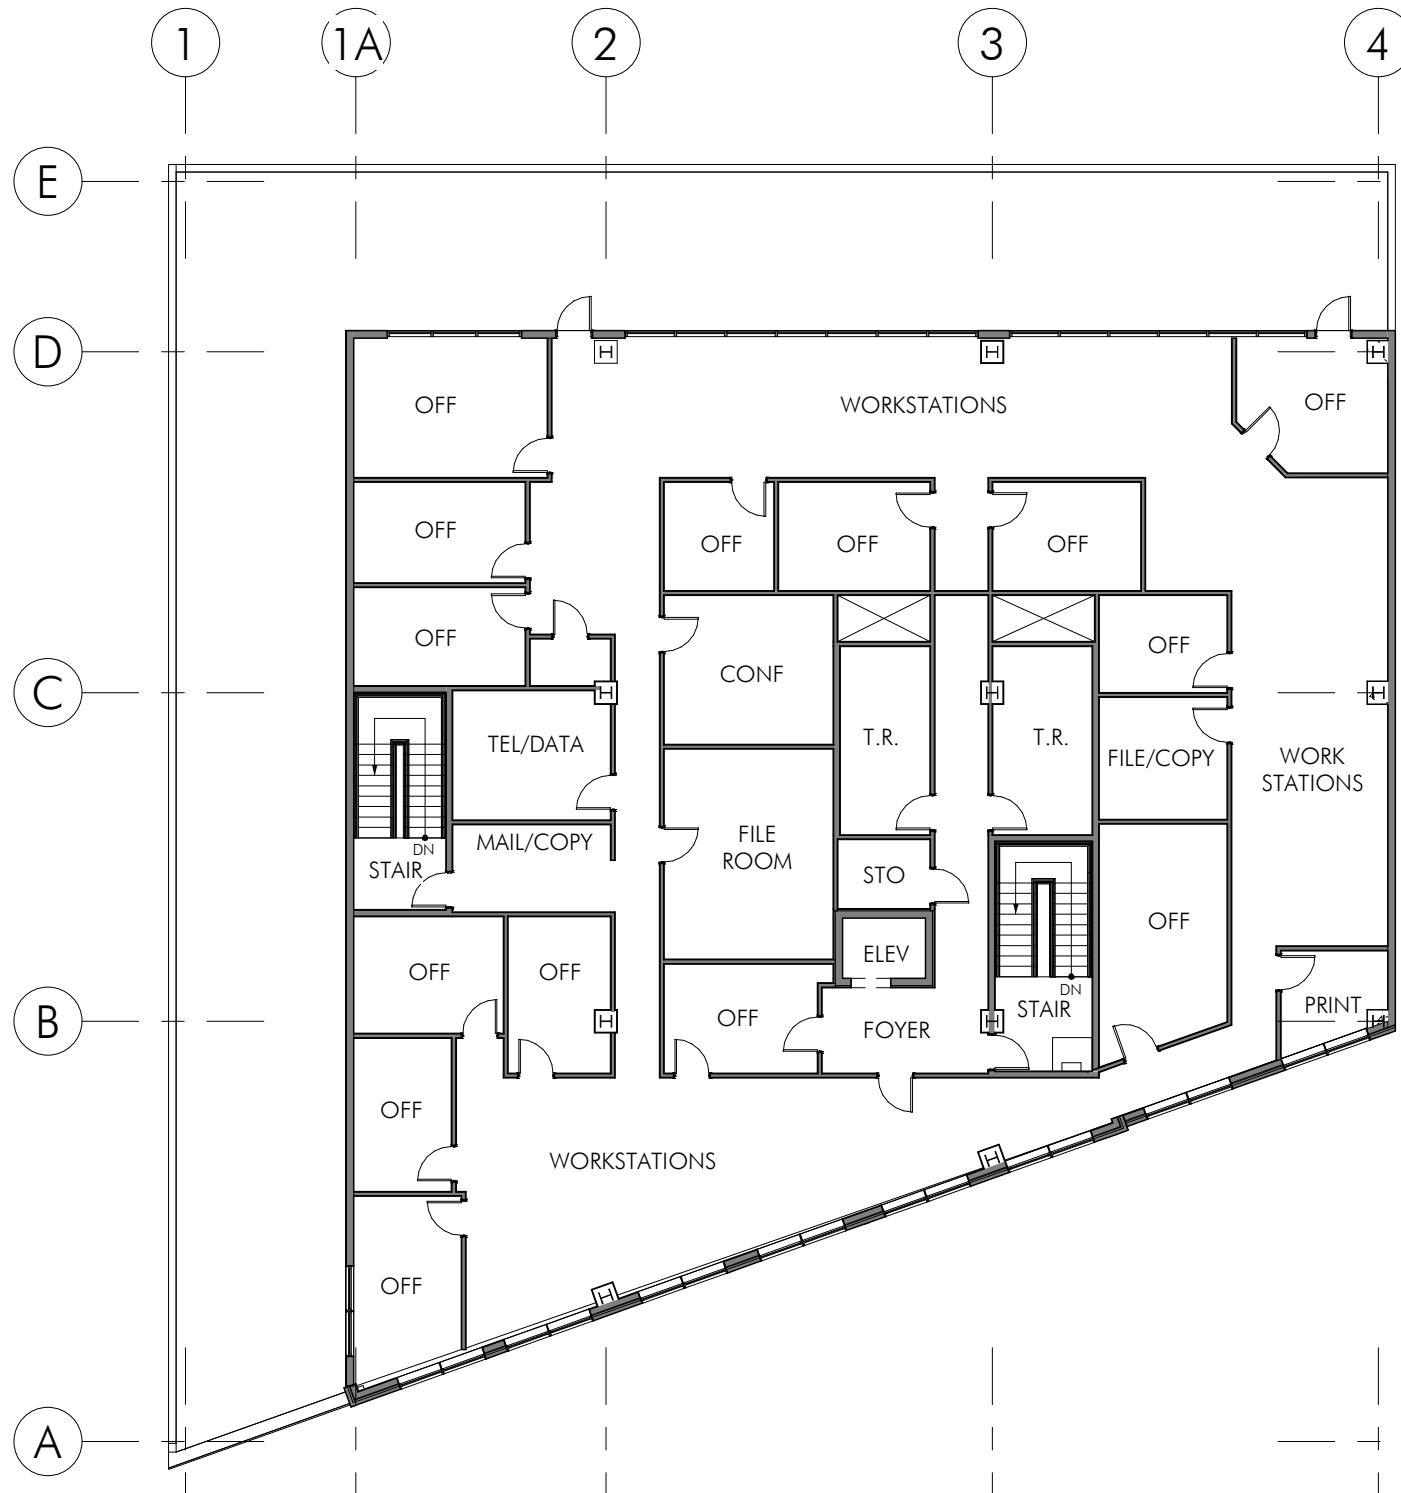 1
1A
2
3
4
E
D
OFF
WORKSTATIONS
OFF
OFF
OFF
OFF
OFF
OFF
OFF
CONF
C
TEL/DATA
T.R.
T.R.
FILE/COPY
WORK
STATIONS
MAIL/COPY
DN
STAIR
FILE
ROOM
STO
OFF
ELEV
OFF
OFF
DN
STAIR
B
OFF
FOYER
PRINT
OFF
WORKSTATIONS
OFF
A